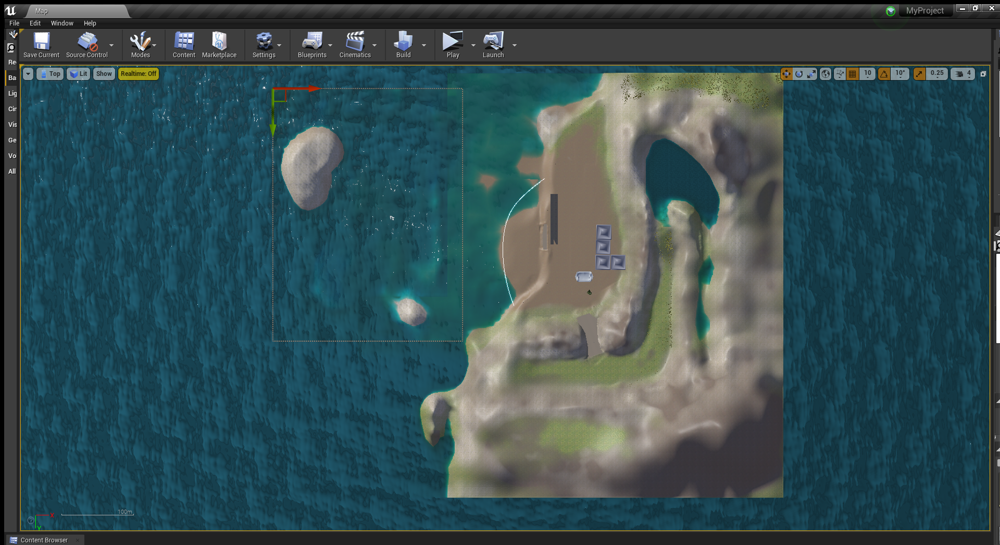 Map
MyProject
File Edit Window Help
Save Current Source Control Modes Content Marketplace Settings Blueprints Cinematics Build Play Launch
Re
Ba
Lig
Cin
Vis
Ge
Vo
All
Top Lit Show Realtime: Off
10 10° 0.25 4
100m
X
Y
Content Browser